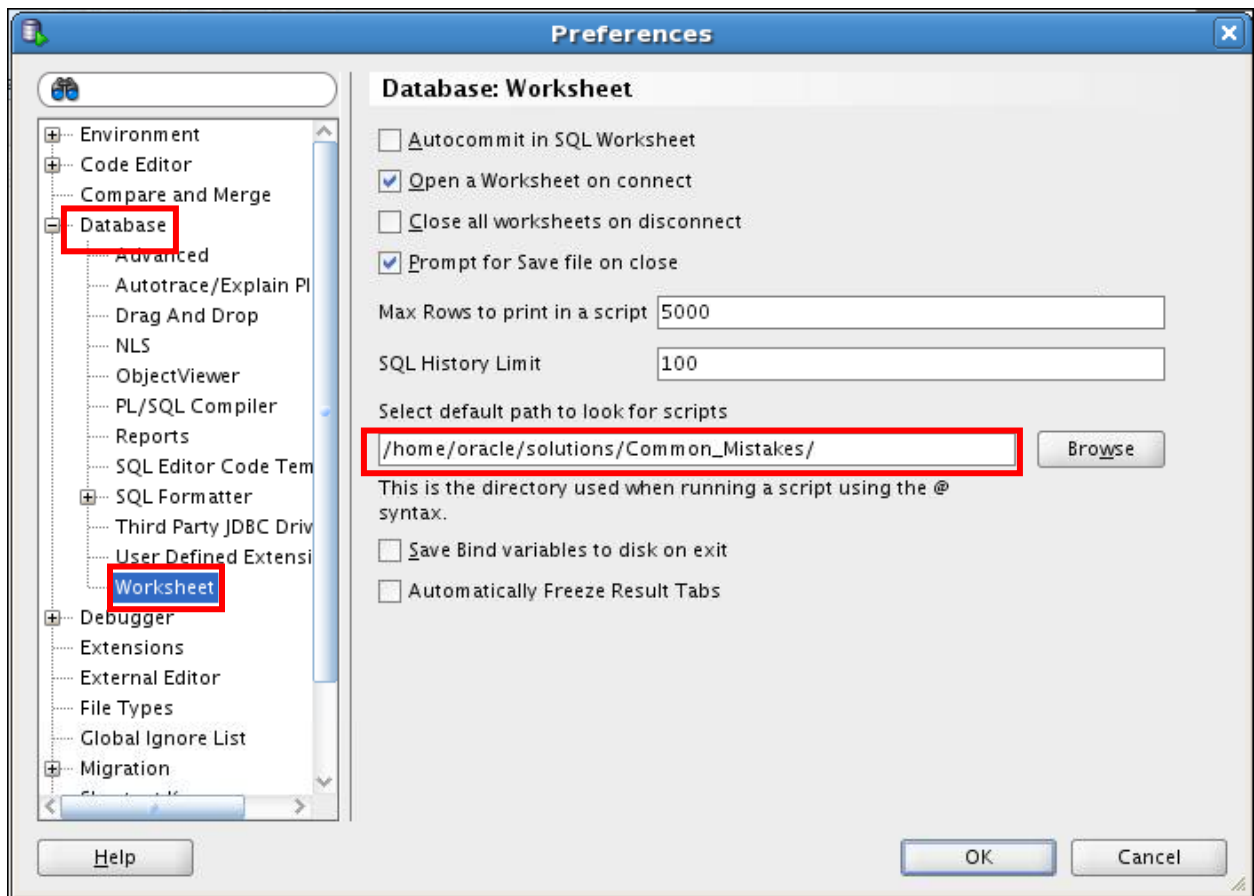 Preferences
Database: Worksheet
Environment
Code Editor
Compare and Merge
Database
Advanced
Autotrace/Explain Pl
Drag And Drop
NLS
ObjectViewer
PL/SQL Compiler
Reports
SQL Editor Code Tem
SQL Formatter
Third Party JDBC Driv
User Defined Extensi
Worksheet
Debugger
Extensions
External Editor
File Types
Global Ignore List
Migration
Autocommit in SQL Worksheet
Open a Worksheet on connect
Close all worksheets on disconnect
Prompt for Save file on close
Max Rows to print in a script 5000
SQL History Limit 100
Select default path to look for scripts
/home/oracle/solutions/Common_Mistakes/ Browse
This is the directory used when running a script using the @
syntax.
Save Bind variables to disk on exit
Automatically Freeze Result Tabs
Help OK Cancel